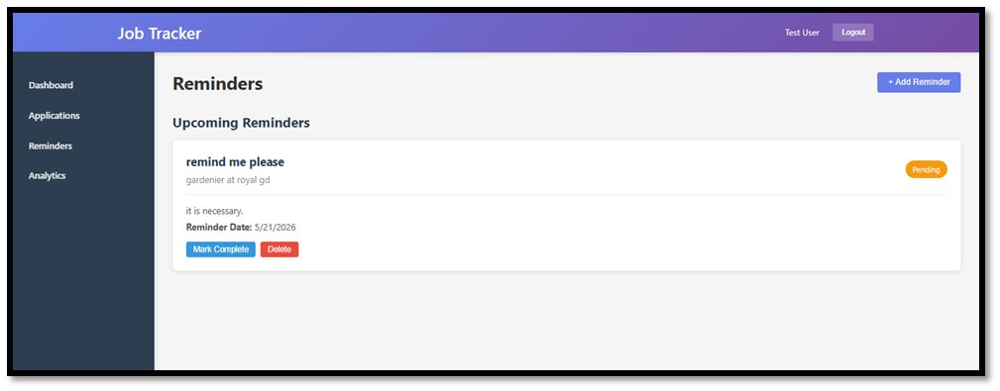 Job Tracker
Test User
Logout
Dashboard
Applications
Reminders
Analytics
Reminders
+ Add Reminder
Upcoming Reminders
remind me please
gardenier at royal gd
Pending
it is necessary.
Reminder Date: 5/21/2026
Mark Complete
Delete